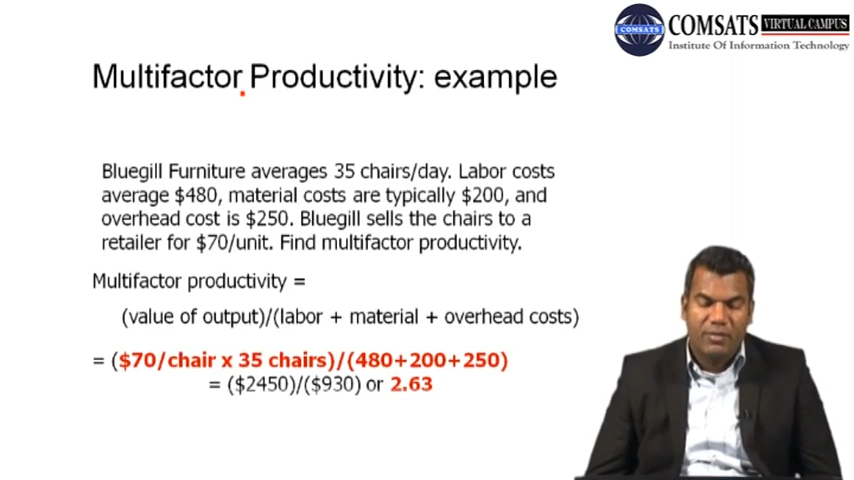 COMSATS VIRTUAL CAMPUS
COMSATS
Institute Of Information Technology
Multifactor Productivity: example
Bluegill Furniture averages 35 chairs/day. Labor costs
average $480, material costs are typically $200, and
overhead cost is $250. Bluegill sells the chairs to a
retailer for $70/unit. Find multifactor productivity.
Multifactor productivity =
(value of output)/(labor + material + overhead costs)
= ($70/chair x 35 chairs)/(480+200+250)
= ($2450)/($930) or 2.63